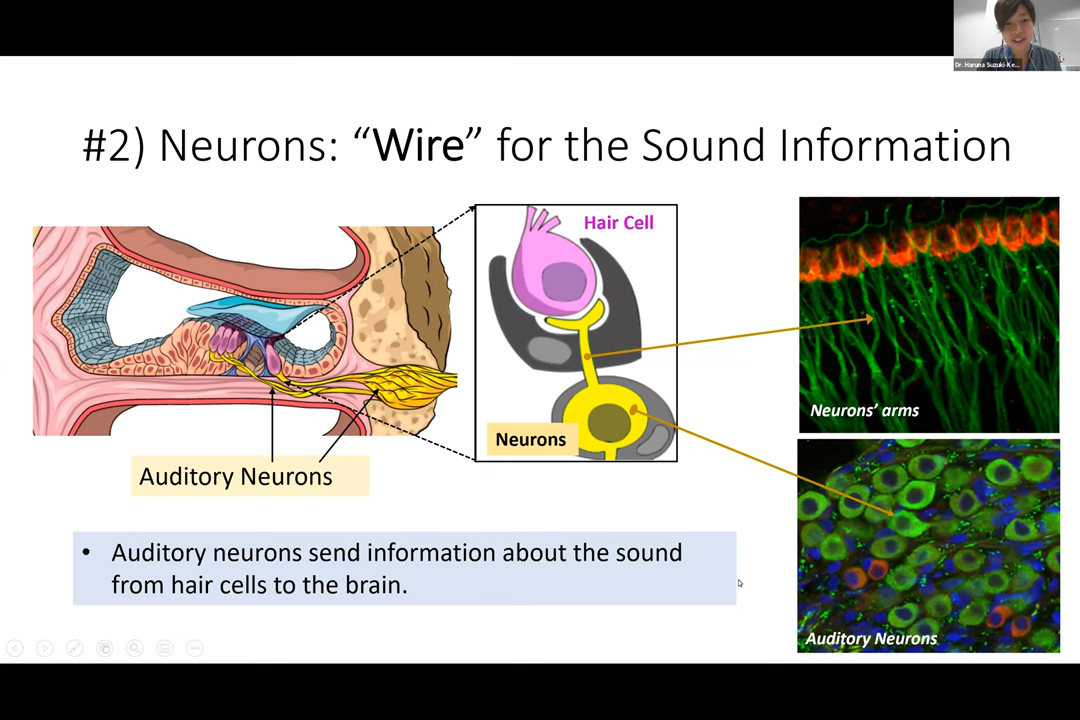 Dr. Haruna Suzuki-Ke...
#2) Neurons: “Wire” for the Sound Information
Hair Cell
Neurons
Neurons’ arms
Auditory Neurons
Auditory Neurons
• Auditory neurons send information about the sound
from hair cells to the brain.